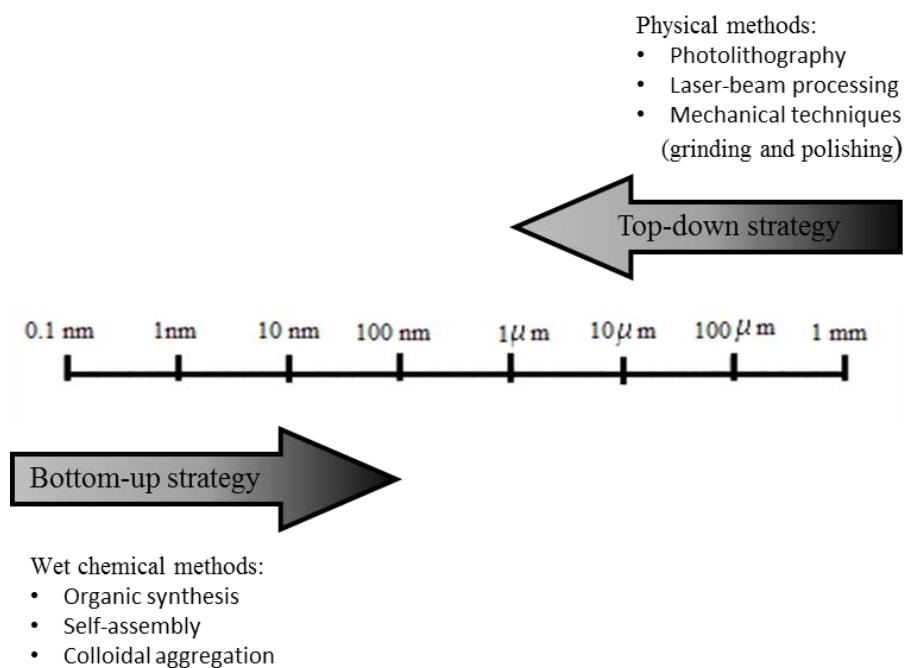 Physical methods:
• Photolithography
• Laser-beam processing
• Mechanical techniques
(grinding and polishing)
Top-down strategy
0.1 nm 1nm 10 nm 100 nm 1μm 10μm 100μm 1 mm
Bottom-up strategy
Wet chemical methods:
• Organic synthesis
• Self-assembly
• Colloidal aggregation